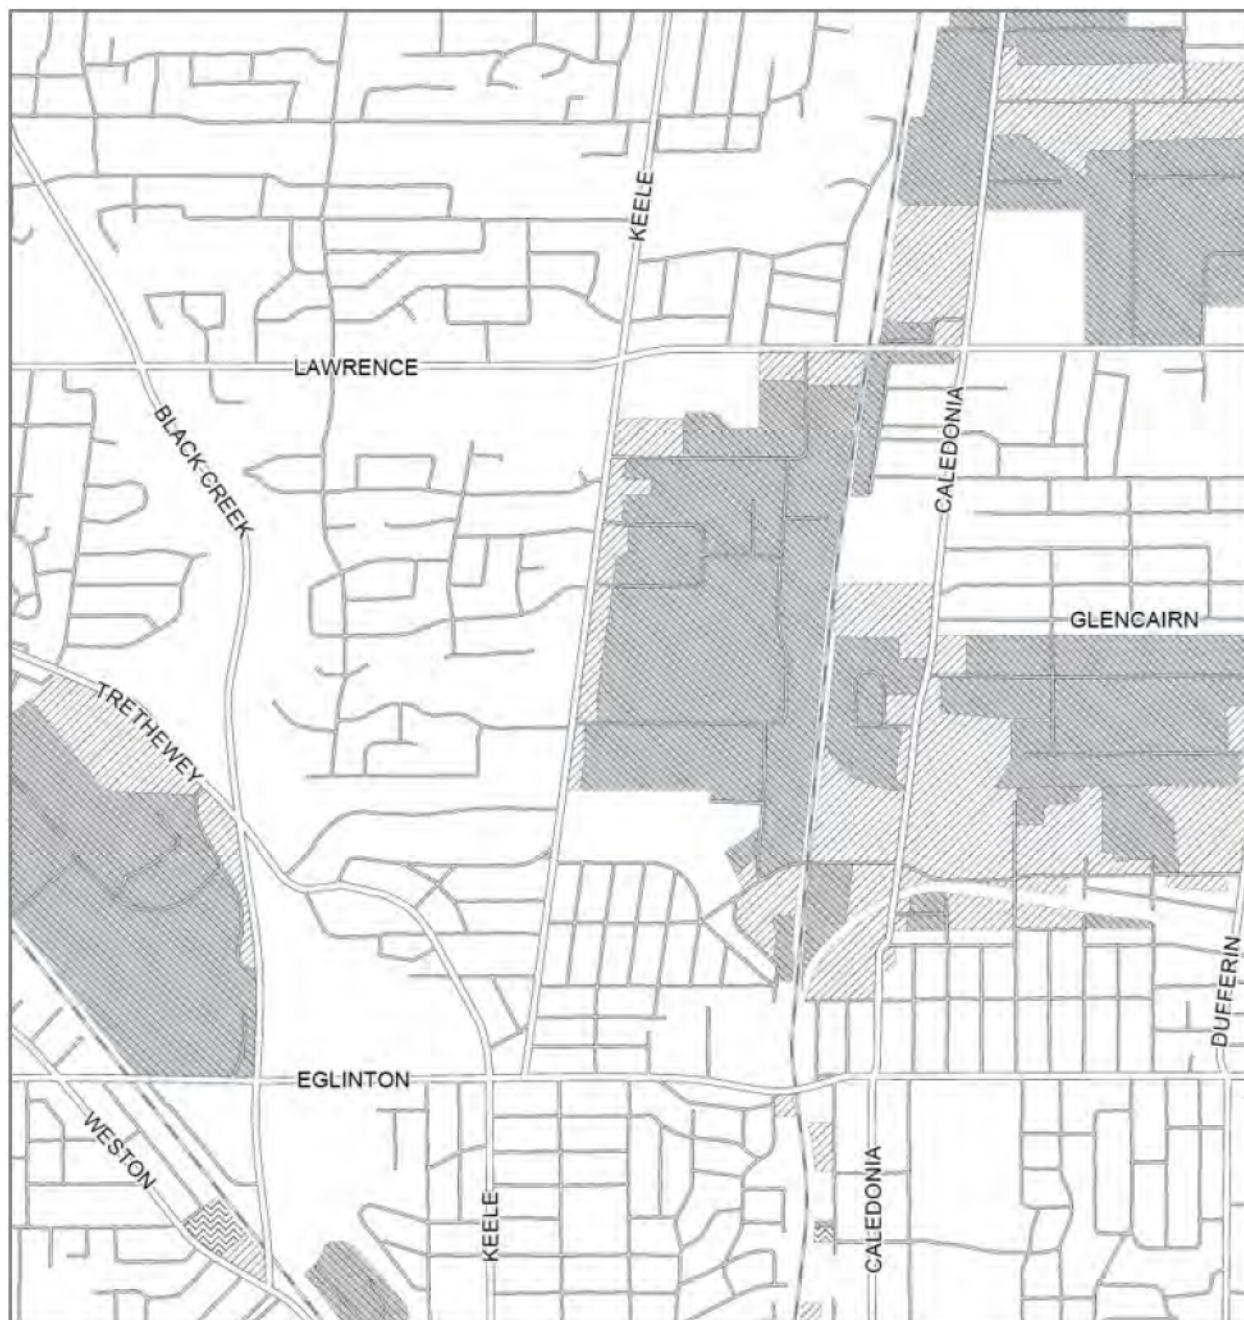 KEELE
LAWRENCE
BLACK CREEK
CALEDONIA
GLENCAIRN
TRETHEWEY
DUFFERIN
EGLINTON
WESTON
KEELE
CALEDONIA